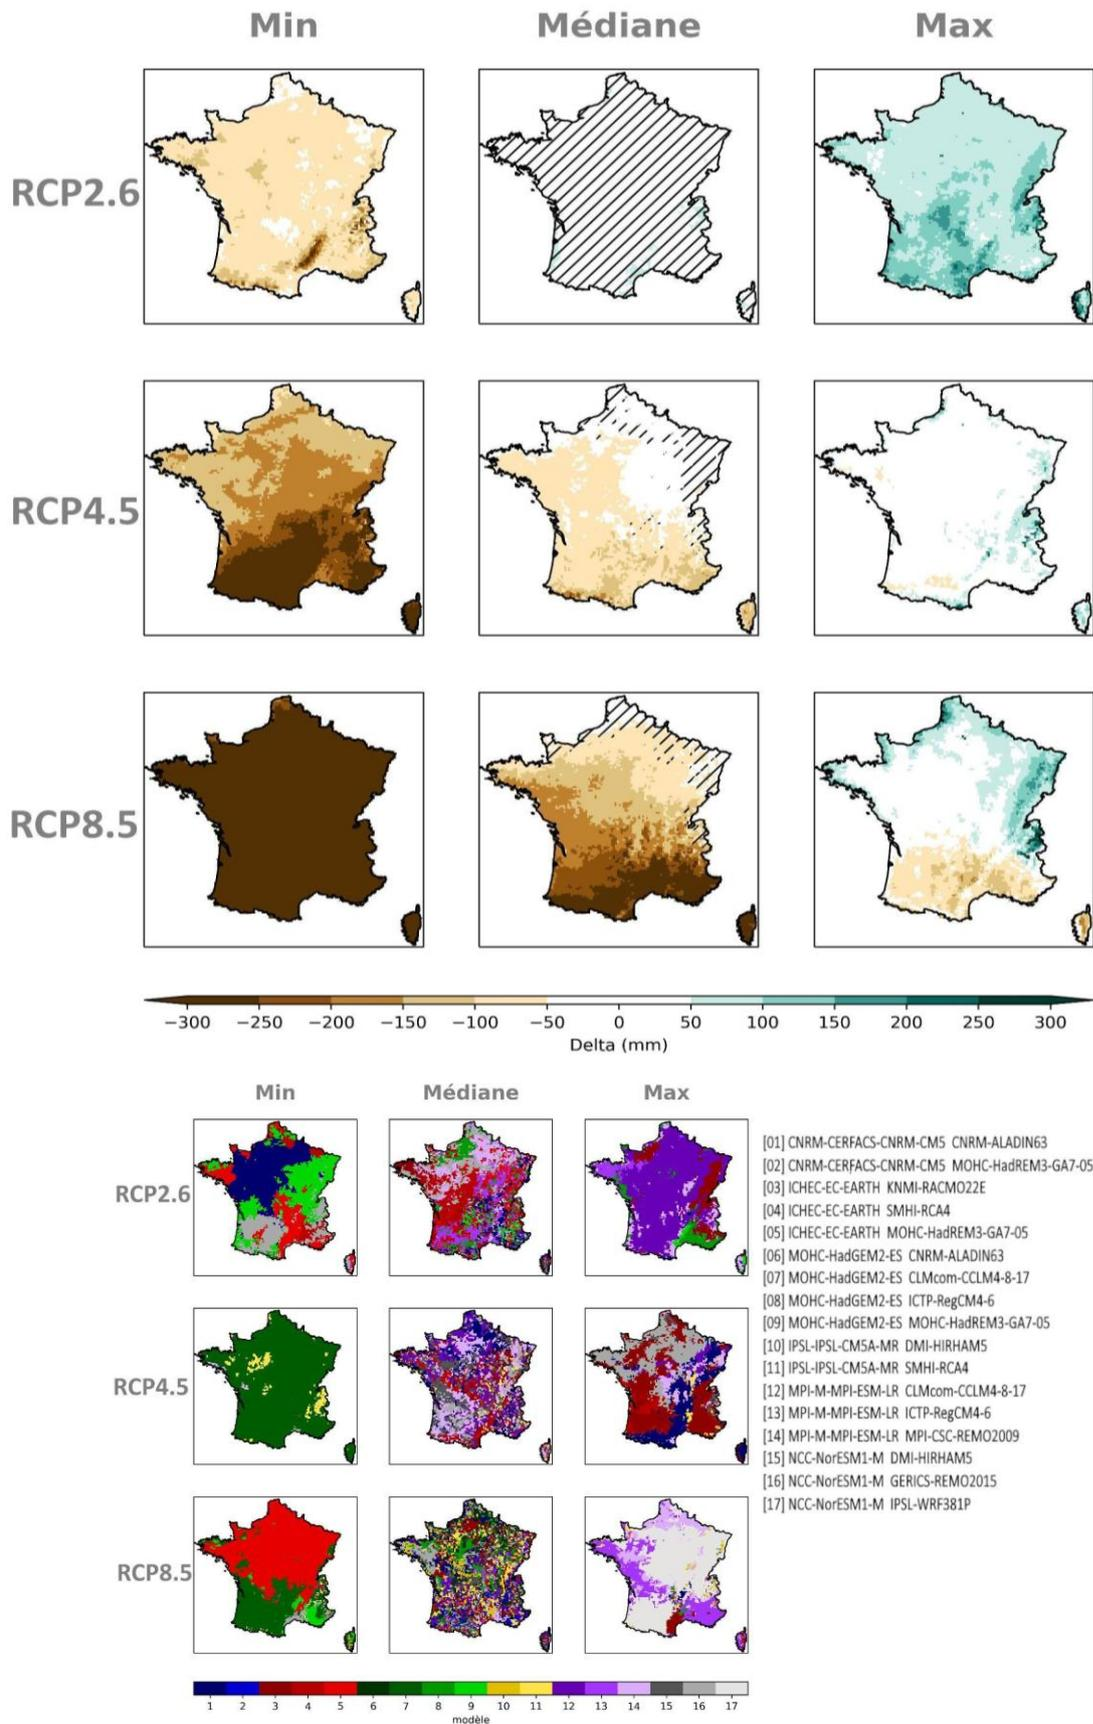 Min Médiane Max
RCP2.6
RCP4.5
RCP8.5
−300 −250 −200 −150 −100 −50 0 50 100 150 200 250 300
Delta (mm)
Min Médiane Max
RCP2.6
RCP4.5
RCP8.5
[01] CNRM-CERFACS-CNRM-CM5 CNRM-ALADIN63
[02] CNRM-CERFACS-CNRM-CM5 MOHC-HadREM3-GA7-05
[03] ICHEC-EC-EARTH KNMI-RACMO22E
[04] ICHEC-EC-EARTH SMHI-RCA4
[05] ICHEC-EC-EARTH MOHC-HadREM3-GA7-05
[06] MOHC-HadGEM2-ES CNRM-ALADIN63
[07] MOHC-HadGEM2-ES CLMcom-CCLM4-8-17
[08] MOHC-HadGEM2-ES ICTP-RegCM4-6
[09] MOHC-HadGEM2-ES MOHC-HadREM3-GA7-05
[10] IPSL-IPSL-CM5A-MR DMI-HIRHAM5
[11] IPSL-IPSL-CM5A-MR SMHI-RCA4
[12] MPI-M-MPI-ESM-LR CLMcom-CCLM4-8-17
[13] MPI-M-MPI-ESM-LR ICTP-RegCM4-6
[14] MPI-M-MPI-ESM-LR MPI-CSC-REMO2009
[15] NCC-NorESM1-M DMI-HIRHAM5
[16] NCC-NorESM1-M GERICS-REMO2015
[17] NCC-NorESM1-M IPSL-WRF381P
1 2 3 4 5 6 7 8 9 10 11 12 13 14 15 16 17
modèle